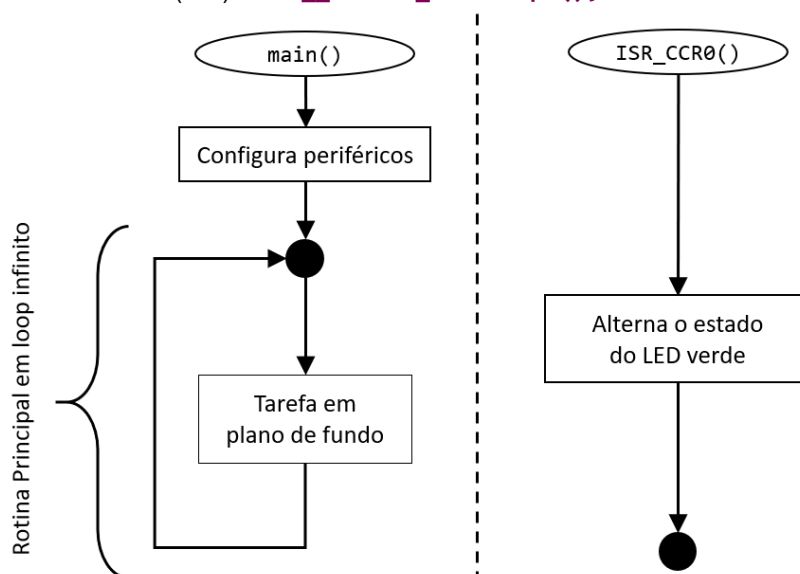 main()
Configura periféricos
Rotina Principal em loop infinito
Tarefa em
plano de fundo
ISR_CCR0()
Alterna o estado
do LED verde